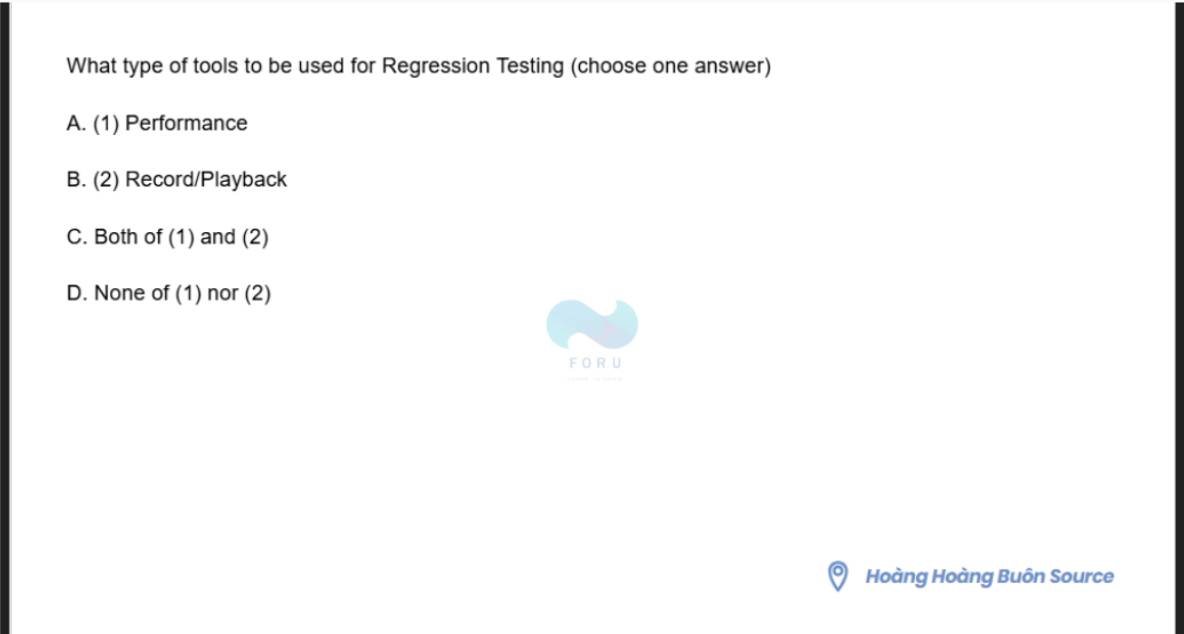 What type of tools to be used for Regression Testing (choose one answer)
A. (1) Performance
B. (2) Record/Playback
C. Both of (1) and (2)
D. None of (1) nor (2)
FORU
Hoàng Hoàng Buôn Source